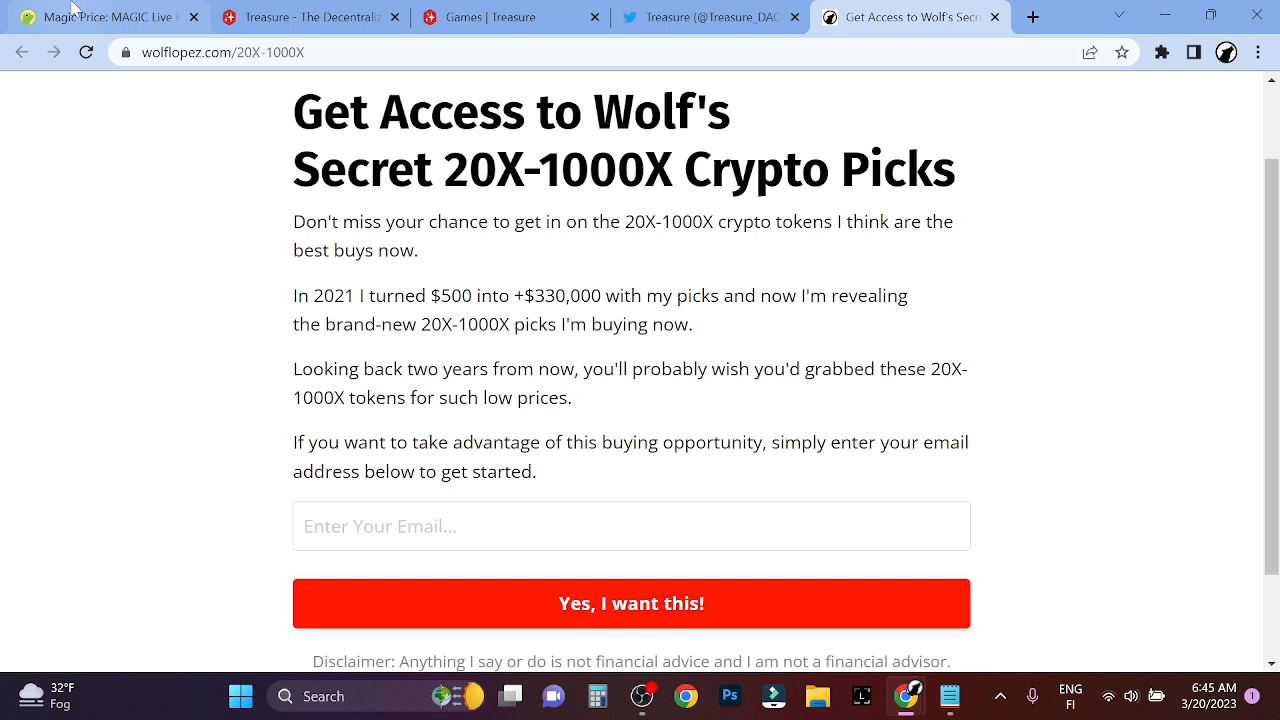 Magic Price: MAGIC Live P
Treasure - The Decentraliz
Games | Treasure
Treasure (@Treasure_DAO
Get Access to Wolf's Secr
wolflopez.com/20X-1000X
Get Access to Wolf's
Secret 20X-1000X Crypto Picks
Don't miss your chance to get in on the 20X-1000X crypto tokens I think are the
best buys now.
In 2021 I turned $500 into +$330,000 with my picks and now I'm revealing
the brand-new 20X-1000X picks I'm buying now.
Looking back two years from now, you'll probably wish you'd grabbed these 20X-
1000X tokens for such low prices.
If you want to take advantage of this buying opportunity, simply enter your email
address below to get started.
Enter Your Email...
Yes, I want this!
Disclaimer: Anything I say or do is not financial advice and I am not a financial advisor.
32°F
Fog
Search
Ps
ENG
FI
6:45 AM
3/20/2023
1